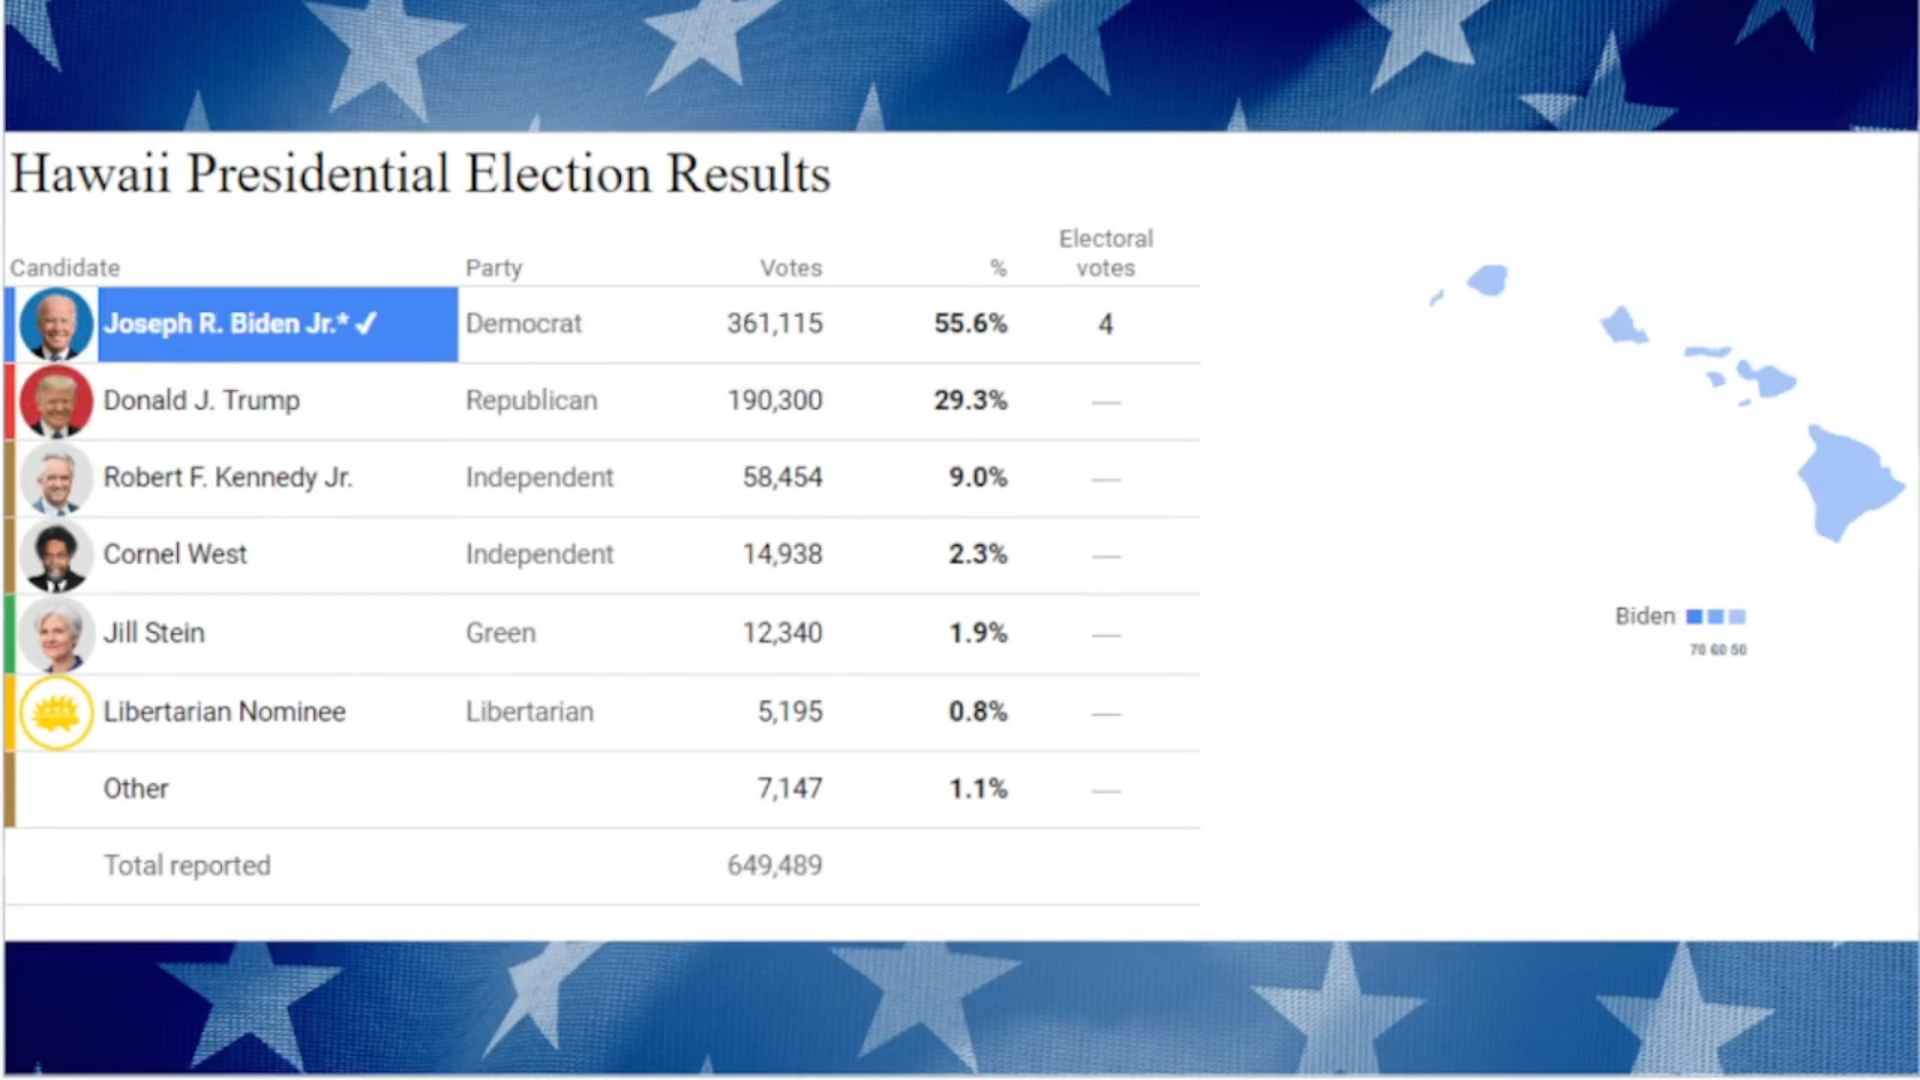 Hawaii Presidential Election Results
Candidate Party Votes % Electoral votes
Joseph R. Biden Jr.* ✓ Democrat 361,115 55.6% 4
Donald J. Trump Republican 190,300 29.3% —
Robert F. Kennedy Jr. Independent 58,454 9.0% —
Cornel West Independent 14,938 2.3% —
Jill Stein Green 12,340 1.9% —
Libertarian Nominee Libertarian 5,195 0.8% —
Other 7,147 1.1% —
Total reported 649,489
Biden
70 60 50